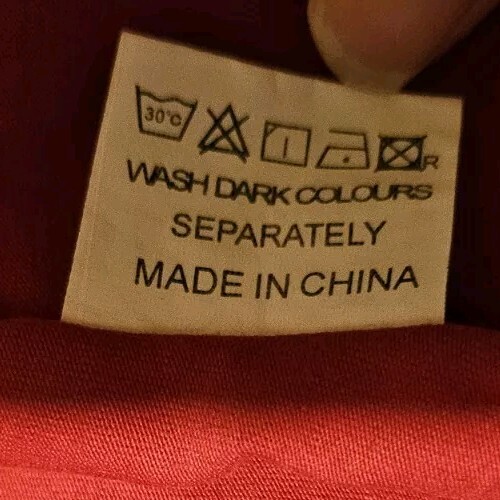 30°C
R
WASH DARK COLOURS
SEPARATELY
MADE IN CHINA